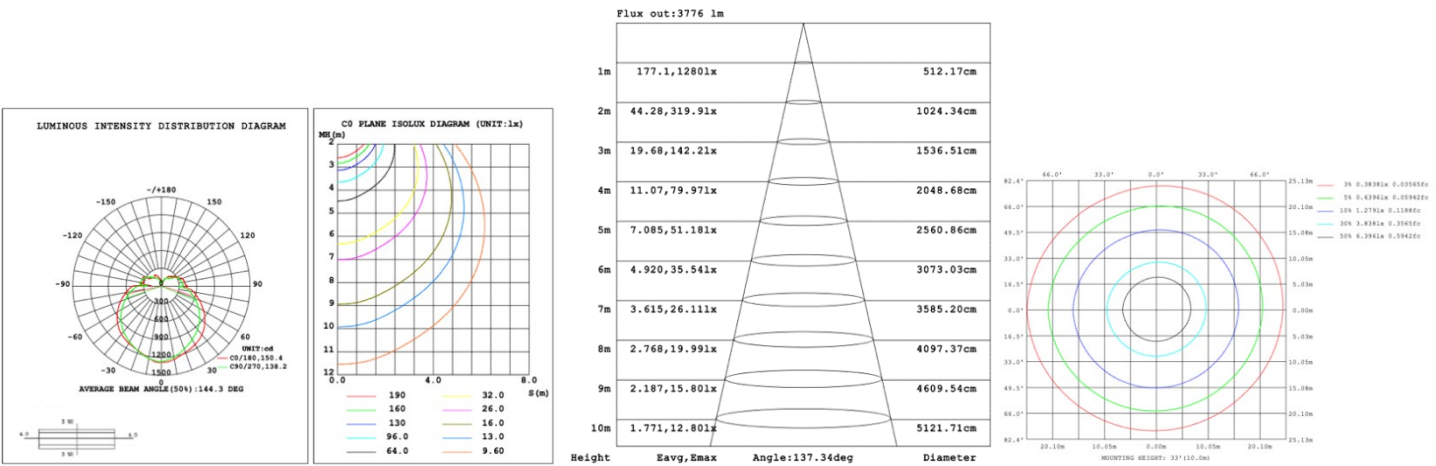 LUMINOUS INTENSITY DISTRIBUTION DIAGRAM
-/+180
-150 150
-120 120
-90 90
-60 60
-30 30
0
0
300
600
900
1200
1500
UNIT:cd
C0/180,150.4
C90/270,138.2
AVERAGE BEAM ANGLE(50%):144.3 DEG
C0 PLANE ISOLUX DIAGRAM (UNIT:lx)
MH(m)
2
3
4
5
6
7
8
9
10
11
12
0.0 4.0 8.0
S(m)
190 32.0
160 26.0
130 16.0
96.0 13.0
64.0 9.60
Flux out:3776 lm
1m 177.1,1280lx 512.17cm
2m 44.28,319.9lx 1024.34cm
3m 19.68,142.2lx 1536.51cm
4m 11.07,79.97lx 2048.68cm
5m 7.085,51.18lx 2560.86cm
6m 4.920,35.54lx 3073.03cm
7m 3.615,26.11lx 3585.20cm
8m 2.768,19.99lx 4097.37cm
9m 2.187,15.80lx 4609.54cm
10m 1.771,12.80lx 5121.71cm
Height Eavg,Emax Angle:137.34deg Diameter
66.0° 33.0° 0.0° 33.0° 66.0°
82.4° 25.13m
66.0° 20.10m
49.5° 15.08m
33.0° 10.05m
16.5° 5.03m
0.0° 0.00m
16.5° 5.03m
33.0° 10.05m
49.5° 15.08m
66.0° 20.10m
82.4° 25.13m
20.10m 10.05m 0.00m 10.05m 20.10m
MOUNTING HEIGHT: 33'(10.0m)
3% 0.3838lx 0.03565fc
5% 0.6396lx 0.05942fc
10% 1.279lx 0.1188fc
30% 3.838lx 0.3565fc
50% 6.396lx 0.5942fc